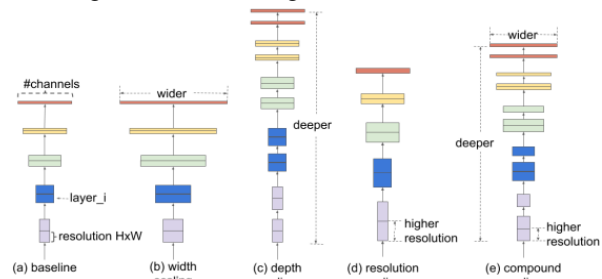 #channels
layer_i
resolution HxW
(a) baseline
wider
(b) width
deeper
(c) depth
higher
resolution
(d) resolution
wider
deeper
higher
resolution
(e) compound